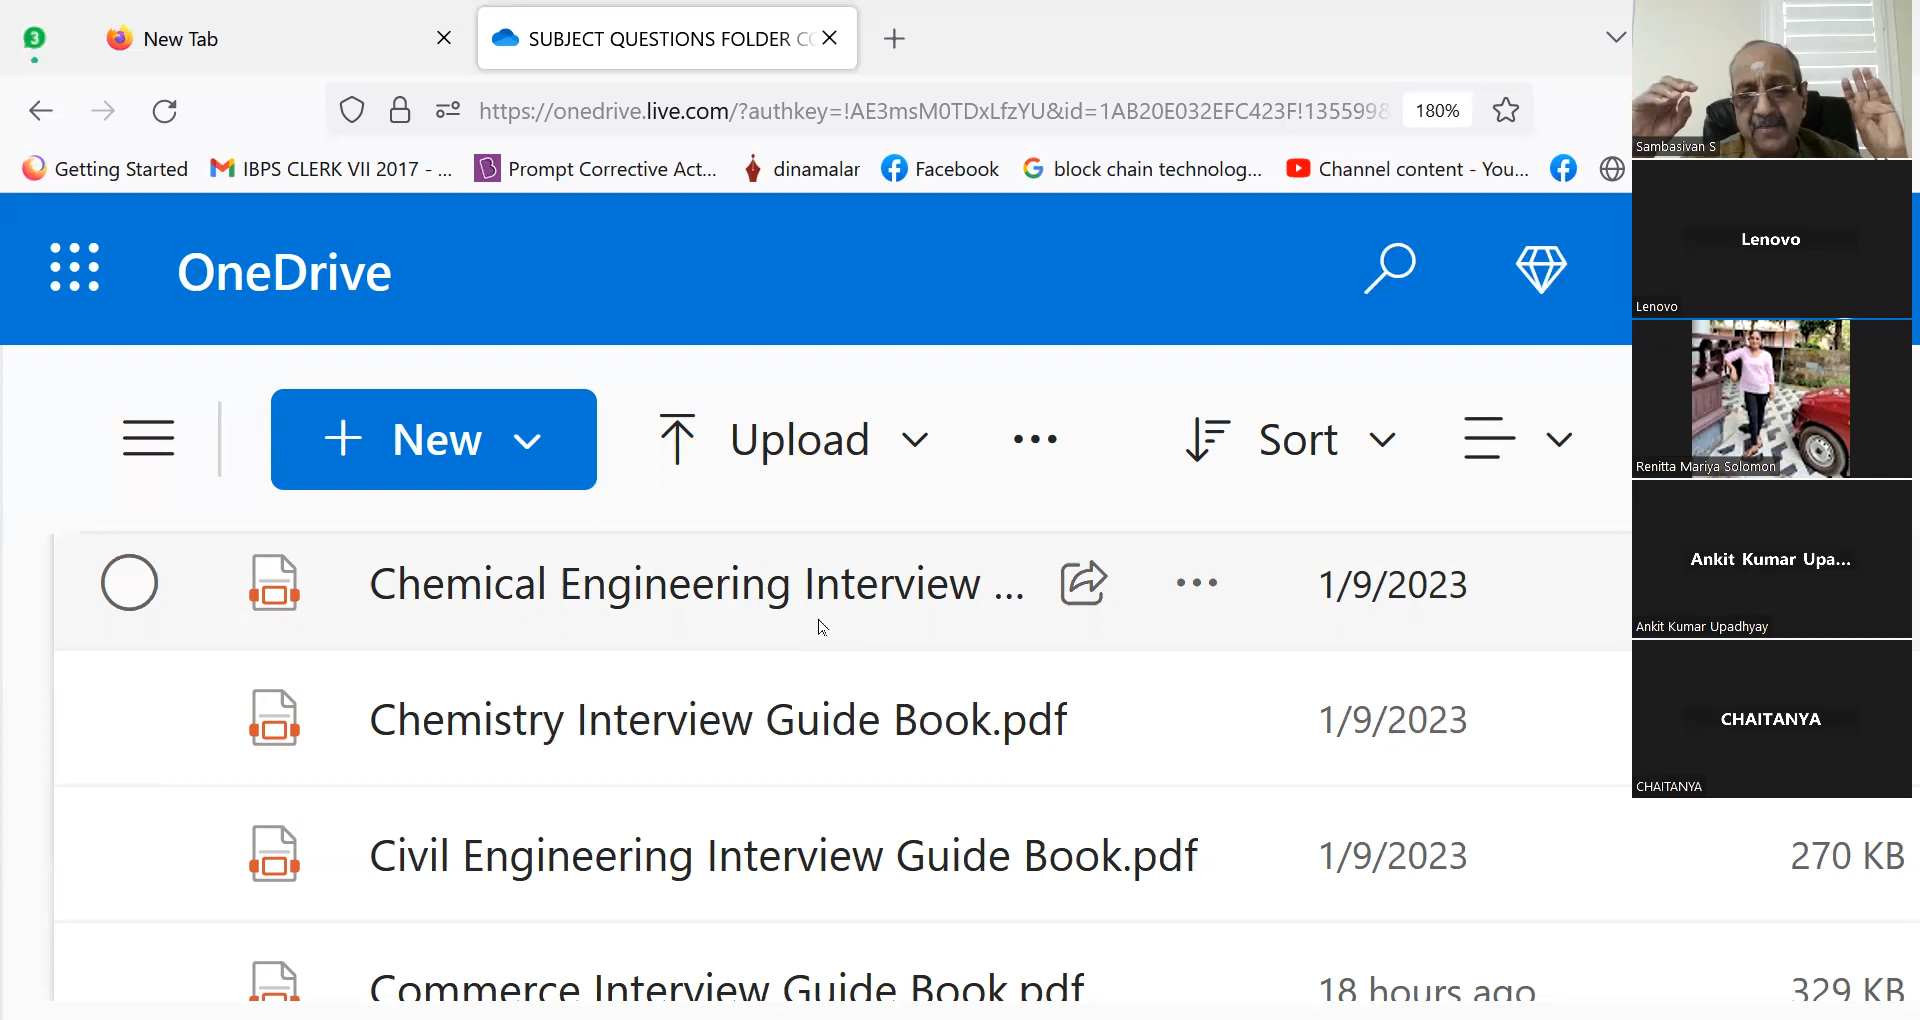 3
New Tab
SUBJECT QUESTIONS FOLDER CO
https://onedrive.live.com/?authkey=!AE3msM0TDxLfzYU&id=1AB20E032EFC423F!1355998
180%
Getting Started
IBPS CLERK VII 2017 - ...
Prompt Corrective Act...
dinamalar
Facebook
block chain technolog...
Channel content - You...
OneDrive
New
Upload
Sort
Chemical Engineering Interview ...
1/9/2023
Chemistry Interview Guide Book.pdf
1/9/2023
Civil Engineering Interview Guide Book.pdf
1/9/2023
270 KB
Commerce Interview Guide Book.pdf
18 hours ago
329 KB
Sambasivan S
Lenovo
Lenovo
Renitta Mariya Solomon
Ankit Kumar Upa...
Ankit Kumar Upadhyay
CHAITANYA
CHAITANYA